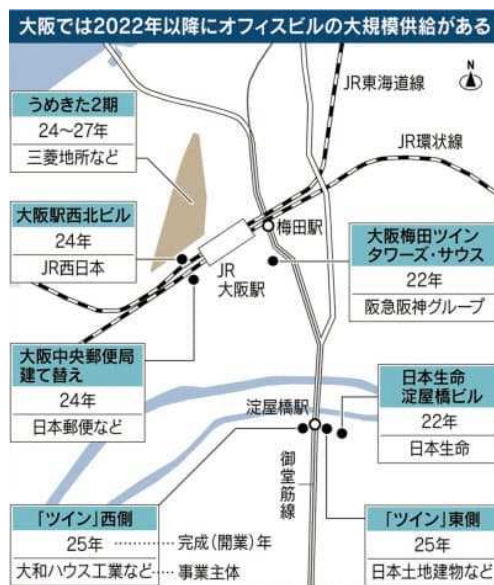 大阪では2022年以降にオフィスビルの大規模供給がある
N
JR東海道線
うめきた2期
24~27年
三菱地所など
JR環状線
大阪駅西北ビル
24年
JR西日本
梅田駅
JR
大阪駅
大阪梅田ツイン
タワーズ・サウス
22年
阪急阪神グループ
大阪中央郵便局
建て替え
24年
日本郵便など
淀屋橋駅
日本生命
淀屋橋ビル
22年
日本生命
御堂筋線
「ツイン」西側
25年
完成(開業)年
大和ハウス工業など
事業主体
「ツイン」東側
25年
日本土地建物など